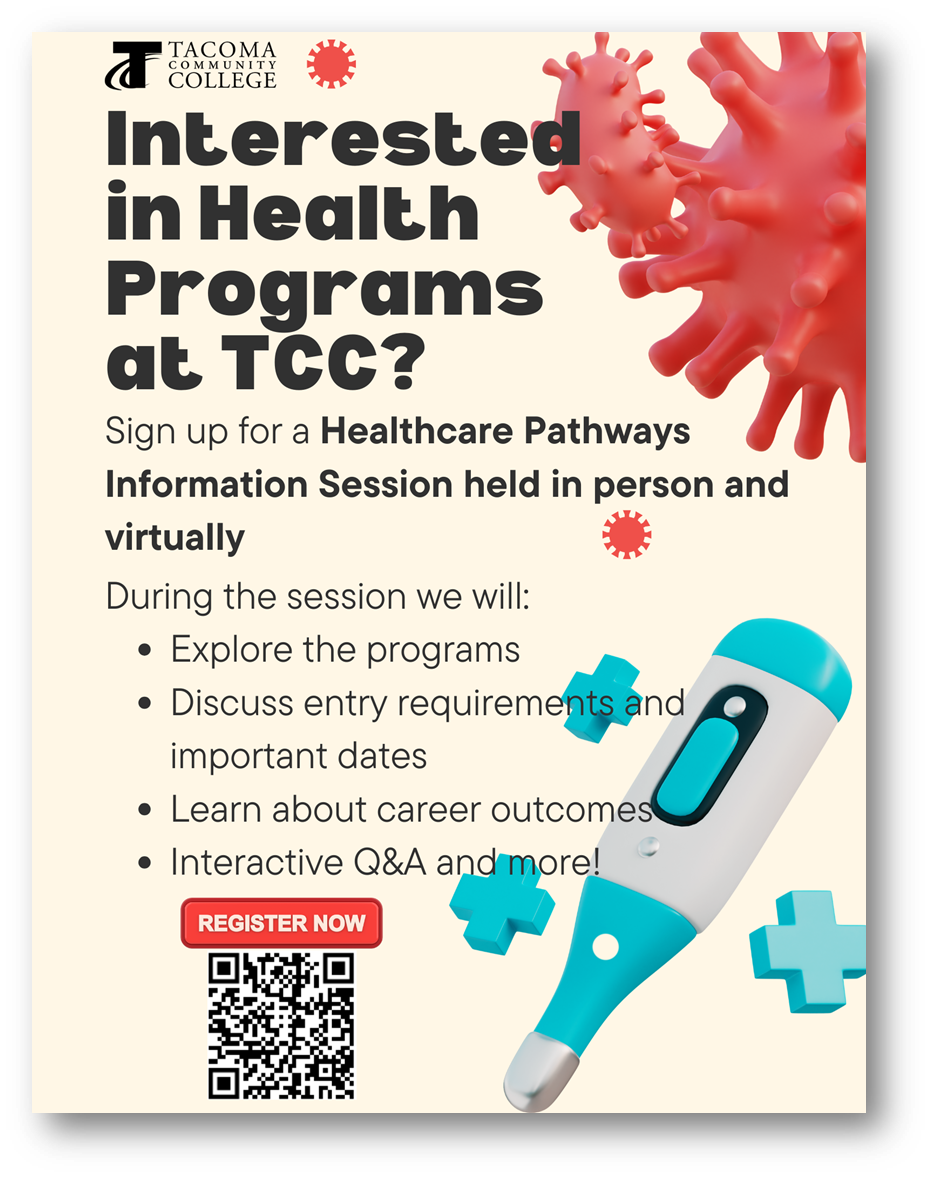 TACOMA
COMMUNITY
COLLEGE
Interested
in Health
Programs
at TCC?
Sign up for a Healthcare Pathways
Information Session held in person and
virtually
During the session we will:
• Explore the programs
• Discuss entry requirements and
important dates
• Learn about career outcomes
• Interactive Q&A and more!
REGISTER NOW